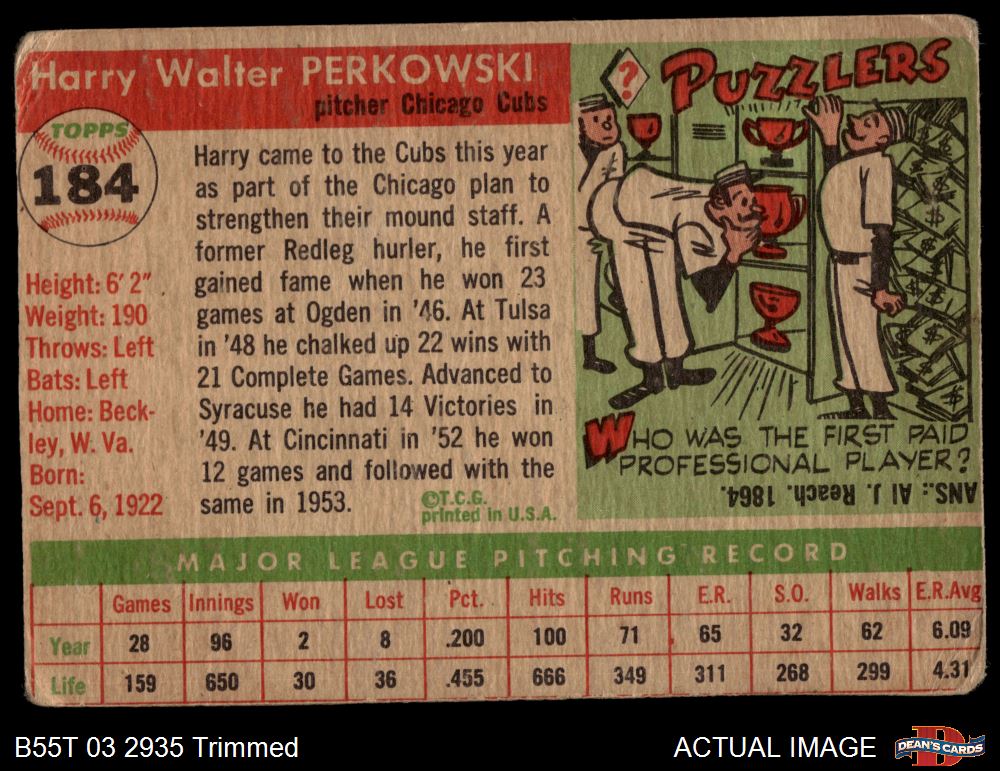 Harry Walter PERKOWSKI
pitcher Chicago Cubs
TOPPS
184
Height: 6' 2"
Weight: 190
Throws: Left
Bats: Left
Home: Beck-
ley, W. Va.
Born:
Sept. 6, 1922
Harry came to the Cubs this year
as part of the Chicago plan to
strengthen their mound staff. A
former Redleg hurler, he first
gained fame when he won 23
games at Ogden in '46. At Tulsa
in '48 he chalked up 22 wins with
21 Complete Games. Advanced to
Syracuse he had 14 Victories in
'49. At Cincinnati in '52 he won
12 games and followed with the
same in 1953.
©T.C.G.
printed in U.S.A.
? PUZZLERS
WHO WAS THE FIRST PAID
PROFESSIONAL PLAYER?
ANS.: Al J. Reach. 1864.
MAJOR LEAGUE PITCHING RECORD
Games Innings Won Lost Pct. Hits Runs E.R. S.O. Walks E.R.Avg
Year 28 96 2 8 .200 100 71 65 32 62 6.09
Life 159 650 30 36 .455 666 349 311 268 299 4.31
B55T 03 2935 Trimmed
ACTUAL IMAGE
D
DEAN'S CARDS